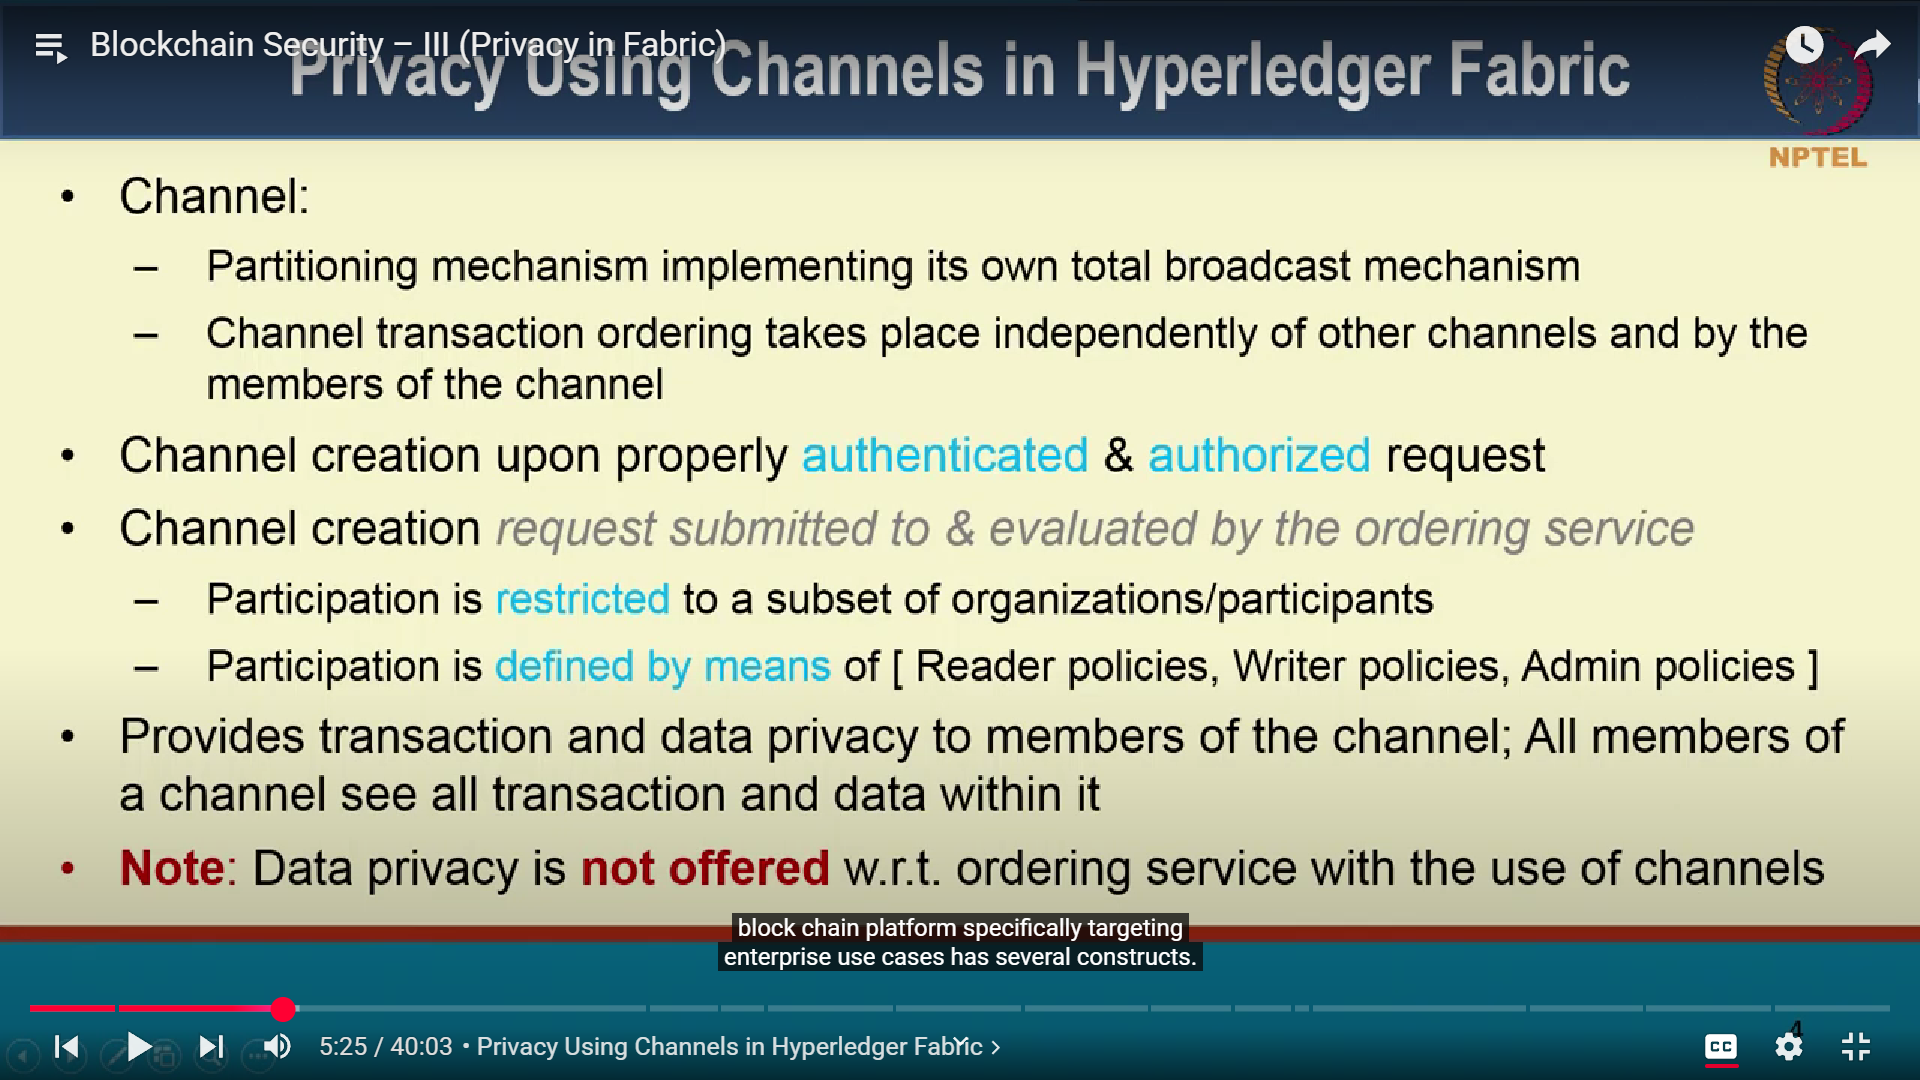 Blockchain Security – III (Privacy in Fabric)
Privacy Using Channels in Hyperledger Fabric
NPTEL
• Channel:
– Partitioning mechanism implementing its own total broadcast mechanism
– Channel transaction ordering takes place independently of other channels and by the
members of the channel
• Channel creation upon properly authenticated & authorized request
• Channel creation request submitted to & evaluated by the ordering service
– Participation is restricted to a subset of organizations/participants
– Participation is defined by means of [ Reader policies, Writer policies, Admin policies ]
• Provides transaction and data privacy to members of the channel; All members of
a channel see all transaction and data within it
• Note: Data privacy is not offered w.r.t. ordering service with the use of channels
block chain platform specifically targeting
enterprise use cases has several constructs.
4
5:25 / 40:03 • Privacy Using Channels in Hyperledger Fabric >
CC